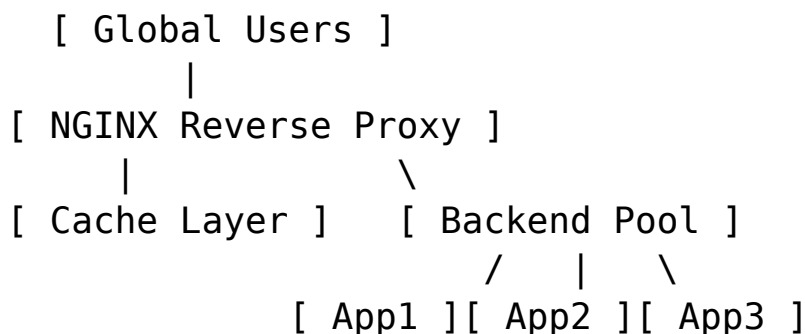 [ Global Users ]
|
[ NGINX Reverse Proxy ]
| \
[ Cache Layer ] [ Backend Pool ]
/ | \
[ App1 ][ App2 ][ App3 ]